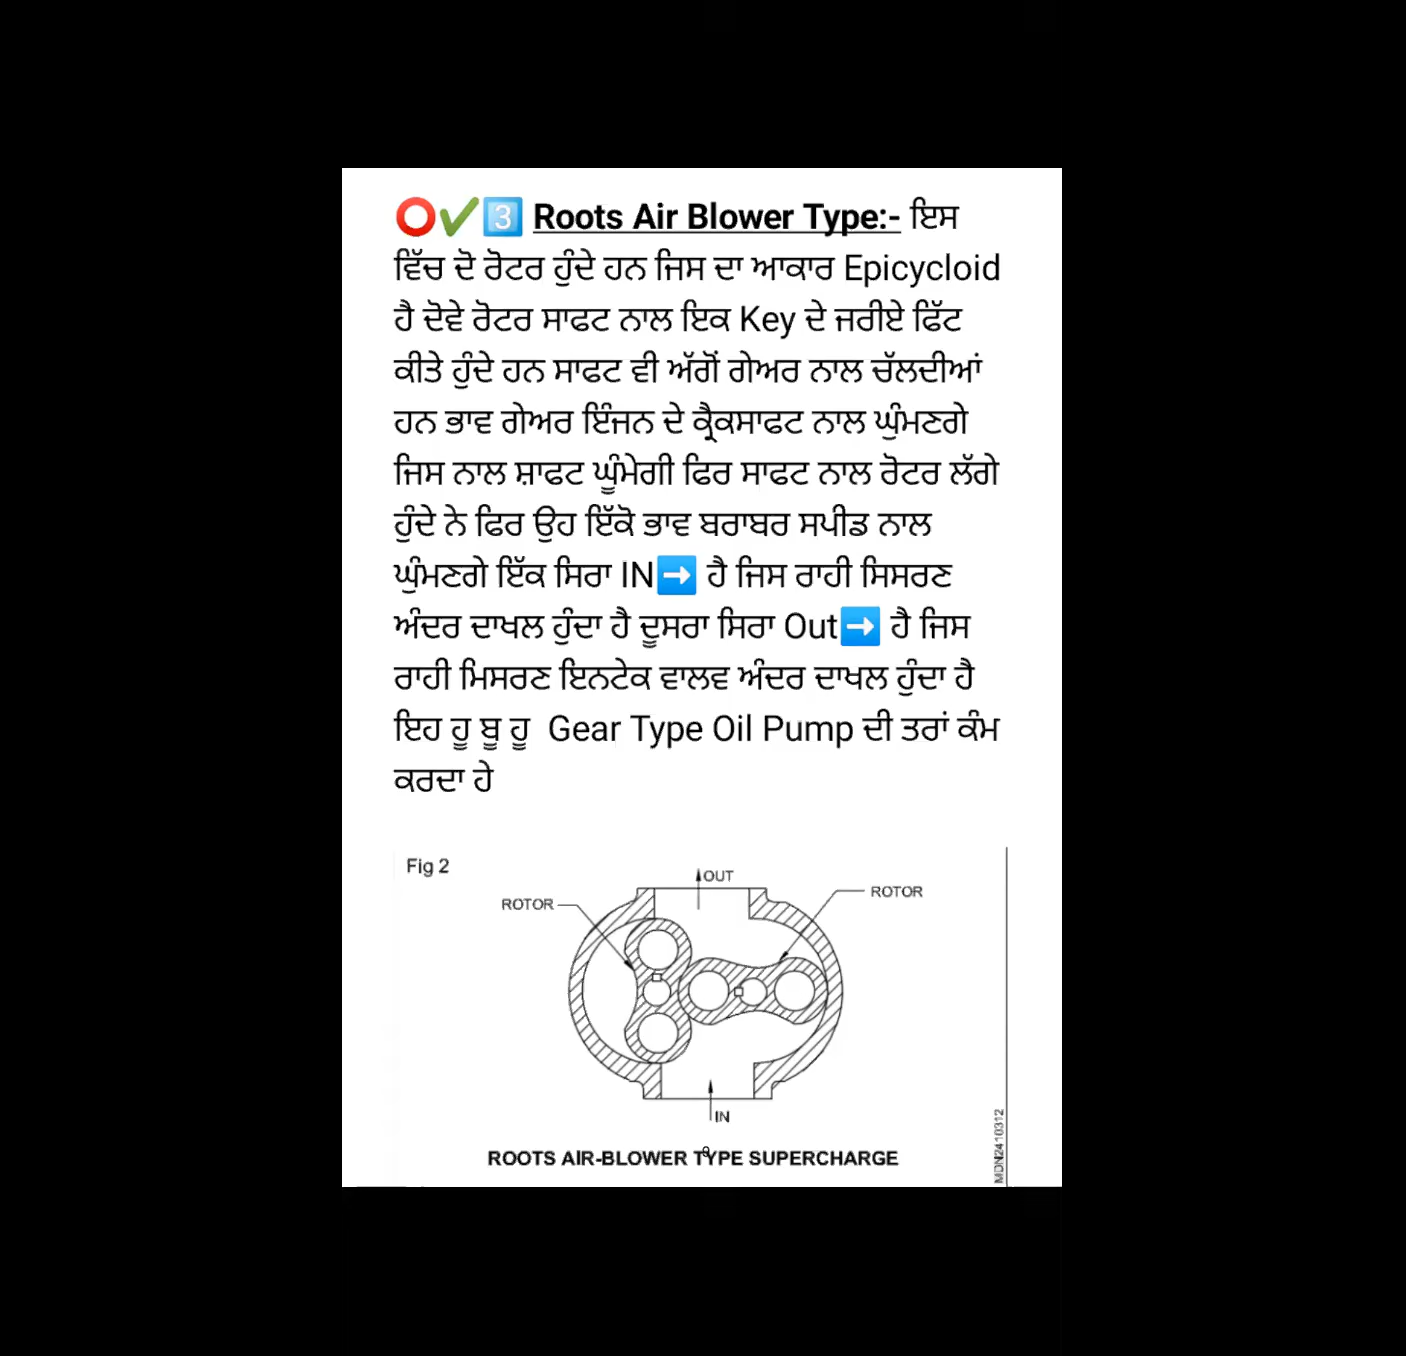 ⭕✔3️⃣ Roots Air Blower Type:- ਇਸ
ਵਿੱਚ ਦੋ ਰੋਟਰ ਹੁੰਦੇ ਹਨ ਜਿਸ ਦਾ ਆਕਾਰ Epicycloid
ਹੈ ਦੋਵੇ ਰੋਟਰ ਸਾਫਟ ਨਾਲ ਇਕ Key ਦੇ ਜਰੀਏ ਫਿੱਟ
ਕੀਤੇ ਹੁੰਦੇ ਹਨ ਸਾਫਟ ਵੀ ਅੱਗੋਂ ਗੇਅਰ ਨਾਲ ਚੱਲਦੀਆਂ
ਹਨ ਭਾਵ ਗੇਅਰ ਇੰਜਨ ਦੇ ਕ੍ਰੈਕਸਾਫਟ ਨਾਲ ਘੁੰਮਣਗੇ
ਜਿਸ ਨਾਲ ਸ਼ਾਫਟ ਘੂੰਮੇਗੀ ਫਿਰ ਸਾਫਟ ਨਾਲ ਰੋਟਰ ਲੱਗੇ
ਹੁੰਦੇ ਨੇ ਫਿਰ ਉਹ ਇੱਕੋ ਭਾਵ ਬਰਾਬਰ ਸਪੀਡ ਨਾਲ
ਘੁੰਮਣਗੇ ਇੱਕ ਸਿਰਾ IN➡ ਹੈ ਜਿਸ ਰਾਹੀ ਸਿਸਰਣ
ਅੰਦਰ ਦਾਖਲ ਹੁੰਦਾ ਹੈ ਦੂਸਰਾ ਸਿਰਾ Out➡ ਹੈ ਜਿਸ
ਰਾਹੀ ਮਿਸਰਣ ਇਨਟੇਕ ਵਾਲਵ ਅੰਦਰ ਦਾਖਲ ਹੁੰਦਾ ਹੈ
ਇਹ ਹੂ ਬੂ ਹੂ Gear Type Oil Pump ਦੀ ਤਰਾਂ ਕੰਮ
ਕਰਦਾ ਹੇ
Fig 2
OUT
ROTOR
ROTOR
IN
ROOTS AIR-BLOWER TYPE SUPERCHARGE
MDN2410312